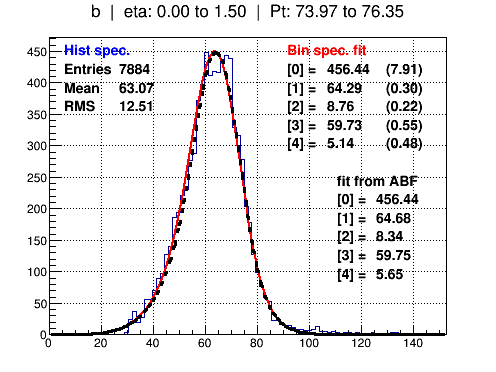 b | eta: 0.00 to 1.50 | Pt: 73.97 to 76.35
Hist spec.
Entries 7884
Mean 63.07
RMS 12.51
Bin spec. fit
[0] = 456.44 (7.91)
[1] = 64.29 (0.30)
[2] = 8.76 (0.22)
[3] = 59.73 (0.55)
[4] = 5.14 (0.48)
fit from ABF
[0] = 456.44
[1] = 64.68
[2] = 8.34
[3] = 59.75
[4] = 5.65
450
400
350
300
250
200
150
100
50
0
0 20 40 60 80 100 120 140